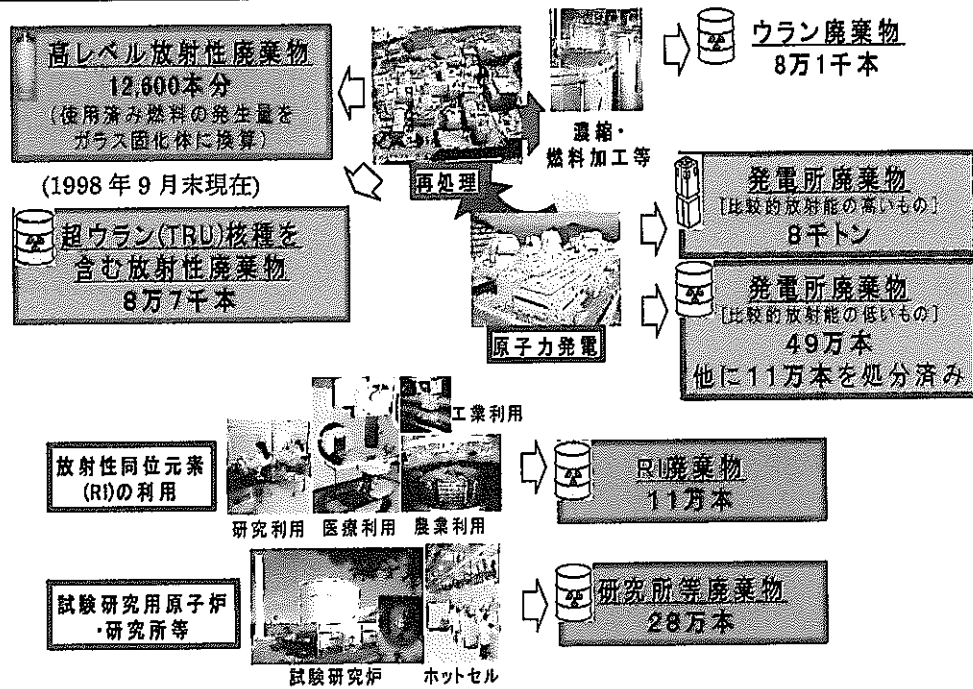 高レベル放射性廃棄物
12,600本分
(使用済み燃料の発生量を
ガラス固化体に換算)
(1998年9月末現在)
超ウラン(TRU)核種を
含む放射性廃棄物
8万7千本
再処理
濃縮・
燃料加工等
ウラン廃棄物
8万1千本
発電所廃棄物
[比較的放射能の高いもの]
8千トン
原子力発電
発電所廃棄物
[比較的放射能の低いもの]
49万本
他に11万本を処分済み
放射性同位元素
(RI)の利用
工業利用
研究利用
医療利用
農業利用
RI廃棄物
11万本
試験研究用原子炉
・研究所等
試験研究炉
ホットセル
研究所等廃棄物
28万本